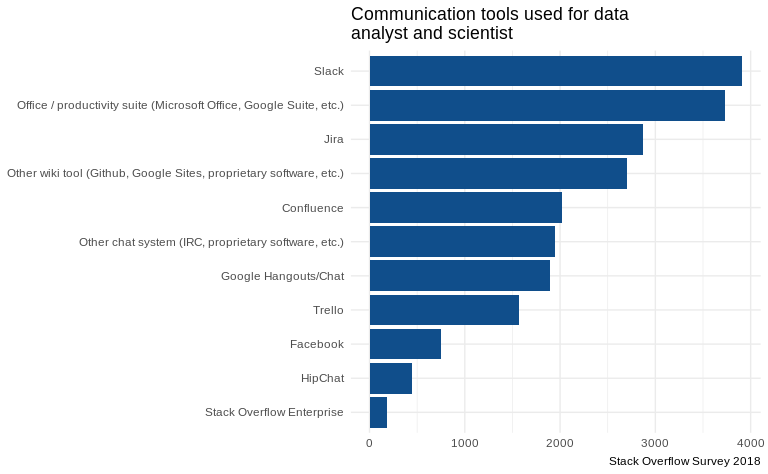 Communication tools used for data
analyst and scientist
Slack
Office / productivity suite (Microsoft Office, Google Suite, etc.)
Jira
Other wiki tool (Github, Google Sites, proprietary software, etc.)
Confluence
Other chat system (IRC, proprietary software, etc.)
Google Hangouts/Chat
Trello
Facebook
HipChat
Stack Overflow Enterprise
0 1000 2000 3000 4000
Stack Overflow Survey 2018